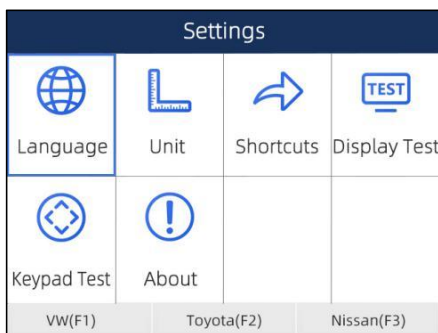 Settings
Language Unit Shortcuts TEST Display Test
Keypad Test About
VW(F1) Toyota(F2) Nissan(F3)